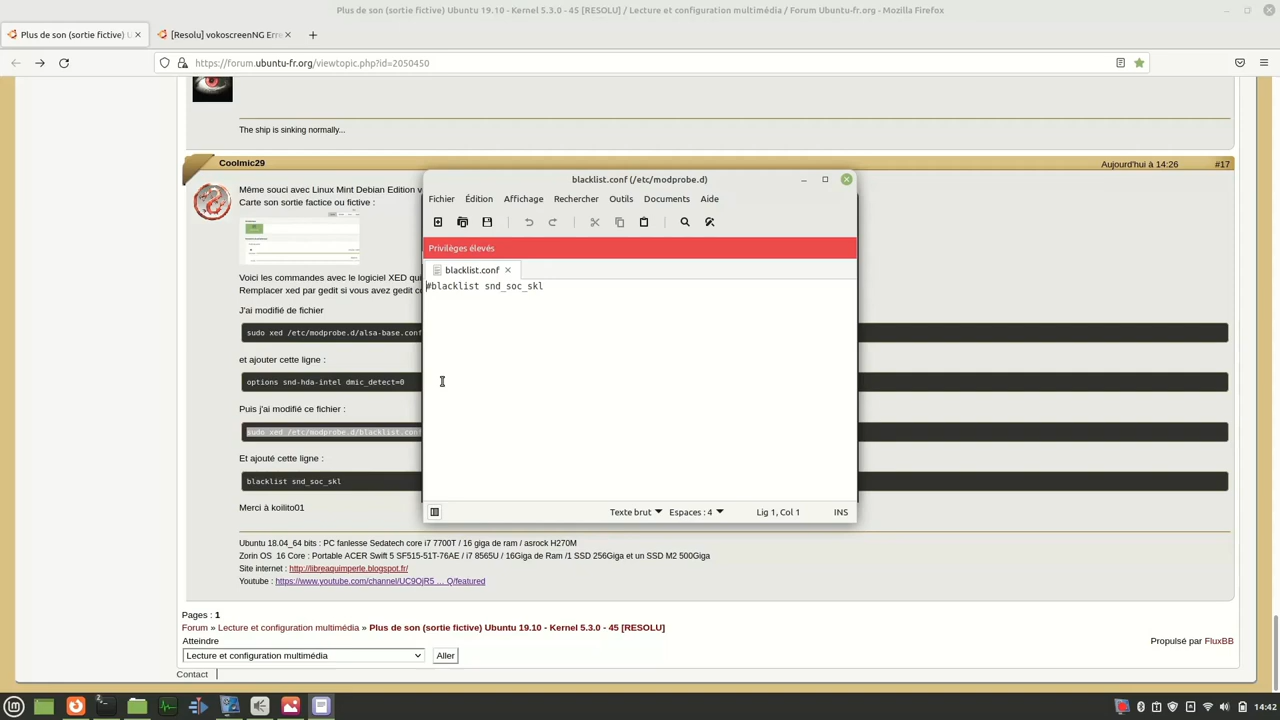 Plus de son (sortie fictive) Ubuntu 19.10 - Kernel 5.3.0 - 45 [RESOLU] / Lecture et configuration multimédia / Forum Ubuntu-fr.org - Mozilla Firefox
Plus de son (sortie fictive) U
[Resolu] vokoscreenNG Erre
https://forum.ubuntu-fr.org/viewtopic.php?id=2050450
The ship is sinking normally...
Coolmic29
Aujourd'hui à 14:26
#17
Même souci avec Linux Mint Debian Edition v
Carte son sortie factice ou fictive :
Voici les commandes avec le logiciel XED qui
Remplacer xed par gedit si vous avez gedit c
J'ai modifié de fichier
sudo xed /etc/modprobe.d/alsa-base.conf
et ajouter cette ligne :
options snd-hda-intel dmic_detect=0
Puis j'ai modifié ce fichier :
sudo xed /etc/modprobe.d/blacklist.conf
Et ajouté cette ligne :
blacklist snd_soc_skl
Merci à koilito01
blacklist.conf (/etc/modprobe.d)
Fichier Édition Affichage Rechercher Outils Documents Aide
Privilèges élevés
blacklist.conf
#blacklist snd_soc_skl
Texte brut Espaces : 4 Lig 1, Col 1 INS
Ubuntu 18.04_64 bits : PC fanlesse Sedatech core i7 7700T / 16 giga de ram / asrock H270M
Zorin OS 16 Core : Portable ACER Swift 5 SF515-51T-76AE / i7 8565U / 16Giga de Ram /1 SSD 256Giga et un SSD M2 500Giga
Site internet : http://libreaquimperle.blogspot.fr/
Youtube : https://www.youtube.com/channel/UC9OjR5 … Q/featured
Pages : 1
Forum » Lecture et configuration multimédia » Plus de son (sortie fictive) Ubuntu 19.10 - Kernel 5.3.0 - 45 [RESOLU]
Atteindre
Propulsé par FluxBB
Lecture et configuration multimédia
Aller
Contact
14:42